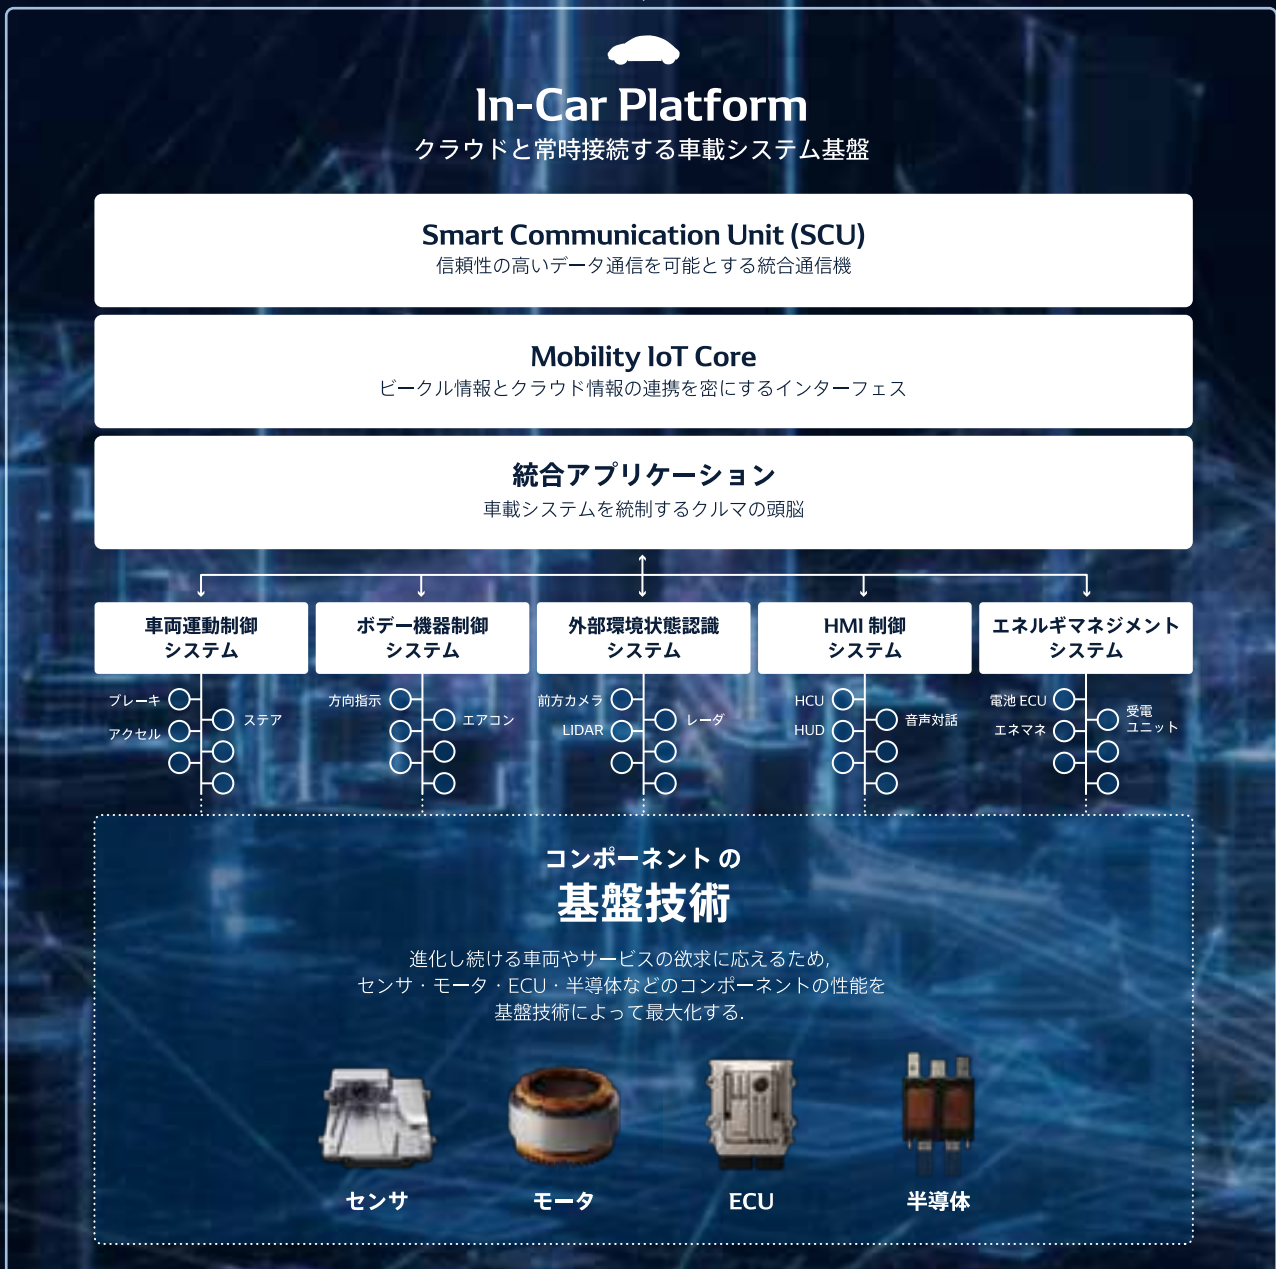 In-Car Platform
クラウドと常時接続する車載システム基盤
Smart Communication Unit (SCU)
信頼性の高いデータ通信を可能とする統合通信機
Mobility IoT Core
ビークル情報とクラウド情報の連携を密にするインターフェス
統合アプリケーション
車載システムを統制するクルマの頭脳
車両運動制御
システム
ブレーキ
ステア
アクセル
ボデー機器制御
システム
方向指示
エアコン
外部環境状態認識
システム
前方カメラ
レーダ
LIDAR
HMI 制御
システム
HCU
音声対話
HUD
エネルギマネジメント
システム
電池 ECU
受電
ユニット
エネマネ
コンポーネント の
基盤技術
進化し続ける車両やサービスの欲求に応えるため,
センサ・モータ・ECU・半導体などのコンポーネントの性能を
基盤技術によって最大化する.
センサ
モータ
ECU
半導体